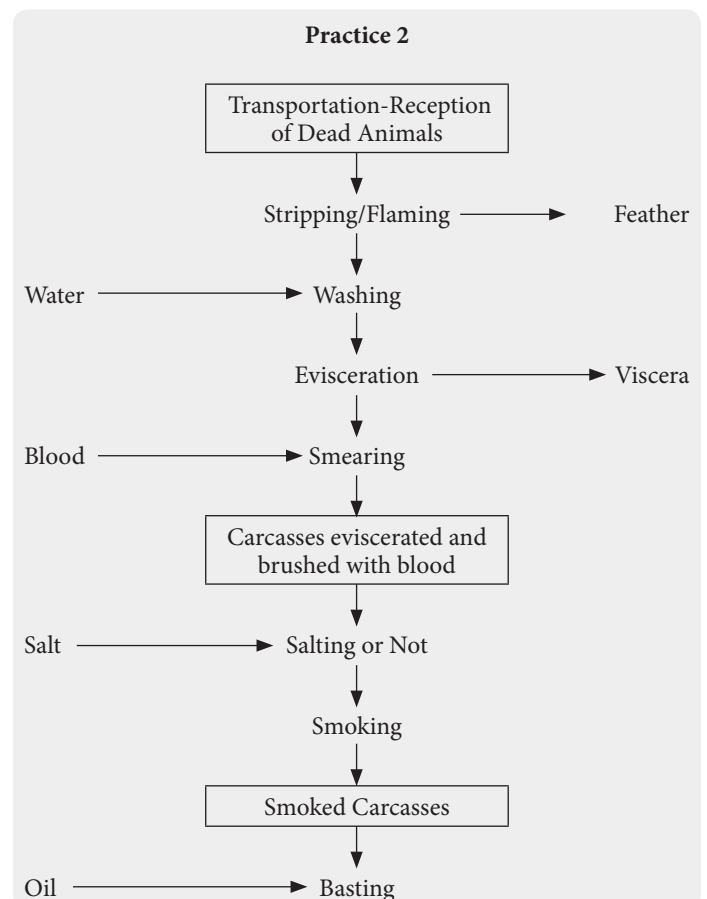 Practice 2
Transportation-Reception
of Dead Animals
Stripping/Flaming
Feather
Water
Washing
Evisceration
Viscera
Blood
Smearing
Carcasses eviscerated and
brushed with blood
Salt
Salting or Not
Smoking
Smoked Carcasses
Oil
Basting